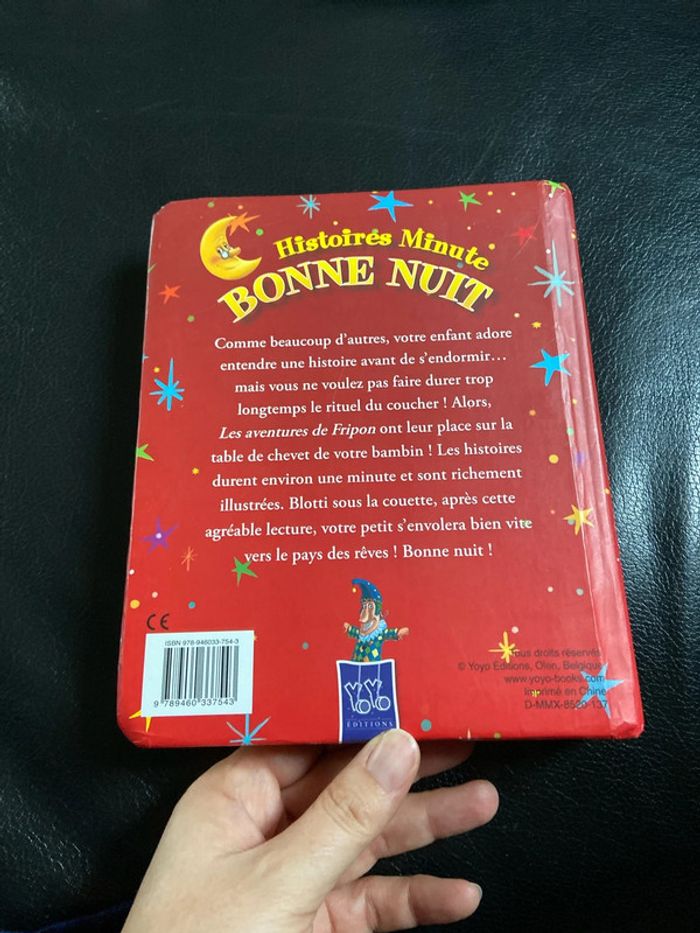 Histoires Minute
BONNE NUIT
Comme beaucoup d'autres, votre enfant adore
entendre une histoire avant de s'endormir...
mais vous ne voulez pas faire durer trop
longtemps le rituel du coucher ! Alors,
Les aventures de Fripon ont leur place sur la
table de chevet de votre bambin ! Les histoires
durent environ une minute et sont richement
illustrées. Blotti sous la couette, après cette
agréable lecture, votre petit s'envolera bien vite
vers le pays des rêves ! Bonne nuit !
CE
ISBN 978-946033-754-3
9 789460 337543
YOYO
ÉDITIONS
Tous droits réservés
© Yoyo Éditions, Olen, Belgique
www.yoyo-books.com
Imprimé en Chine
D-MMX-8520-137